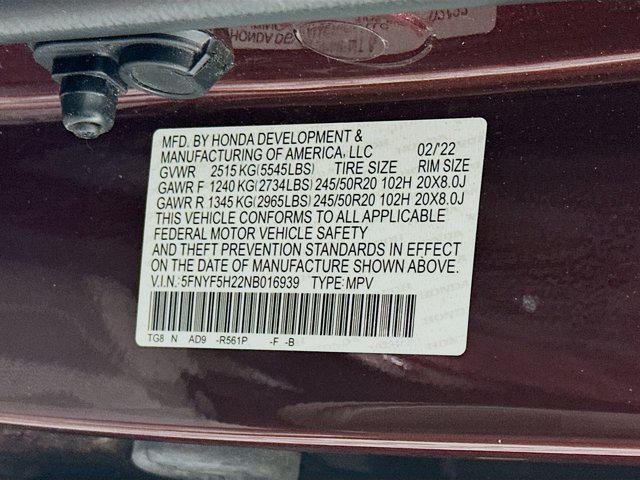 MFD. BY HONDA DEVELOPMENT &
MANUFACTURING OF AMERICA, LLC 02/'22
GVWR 2515 KG(5545LBS) TIRE SIZE RIM SIZE
GAWR F 1240 KG(2734LBS) 245/50R20 102H 20X8.0J
GAWR R 1345 KG(2965LBS) 245/50R20 102H 20X8.0J
THIS VEHICLE CONFORMS TO ALL APPLICABLE
FEDERAL MOTOR VEHICLE SAFETY
AND THEFT PREVENTION STANDARDS IN EFFECT
ON THE DATE OF MANUFACTURE SHOWN ABOVE.
V.I.N.:5FNYF5H22NB016939 TYPE:MPV
TG8 N AD9 -R561P -F -B